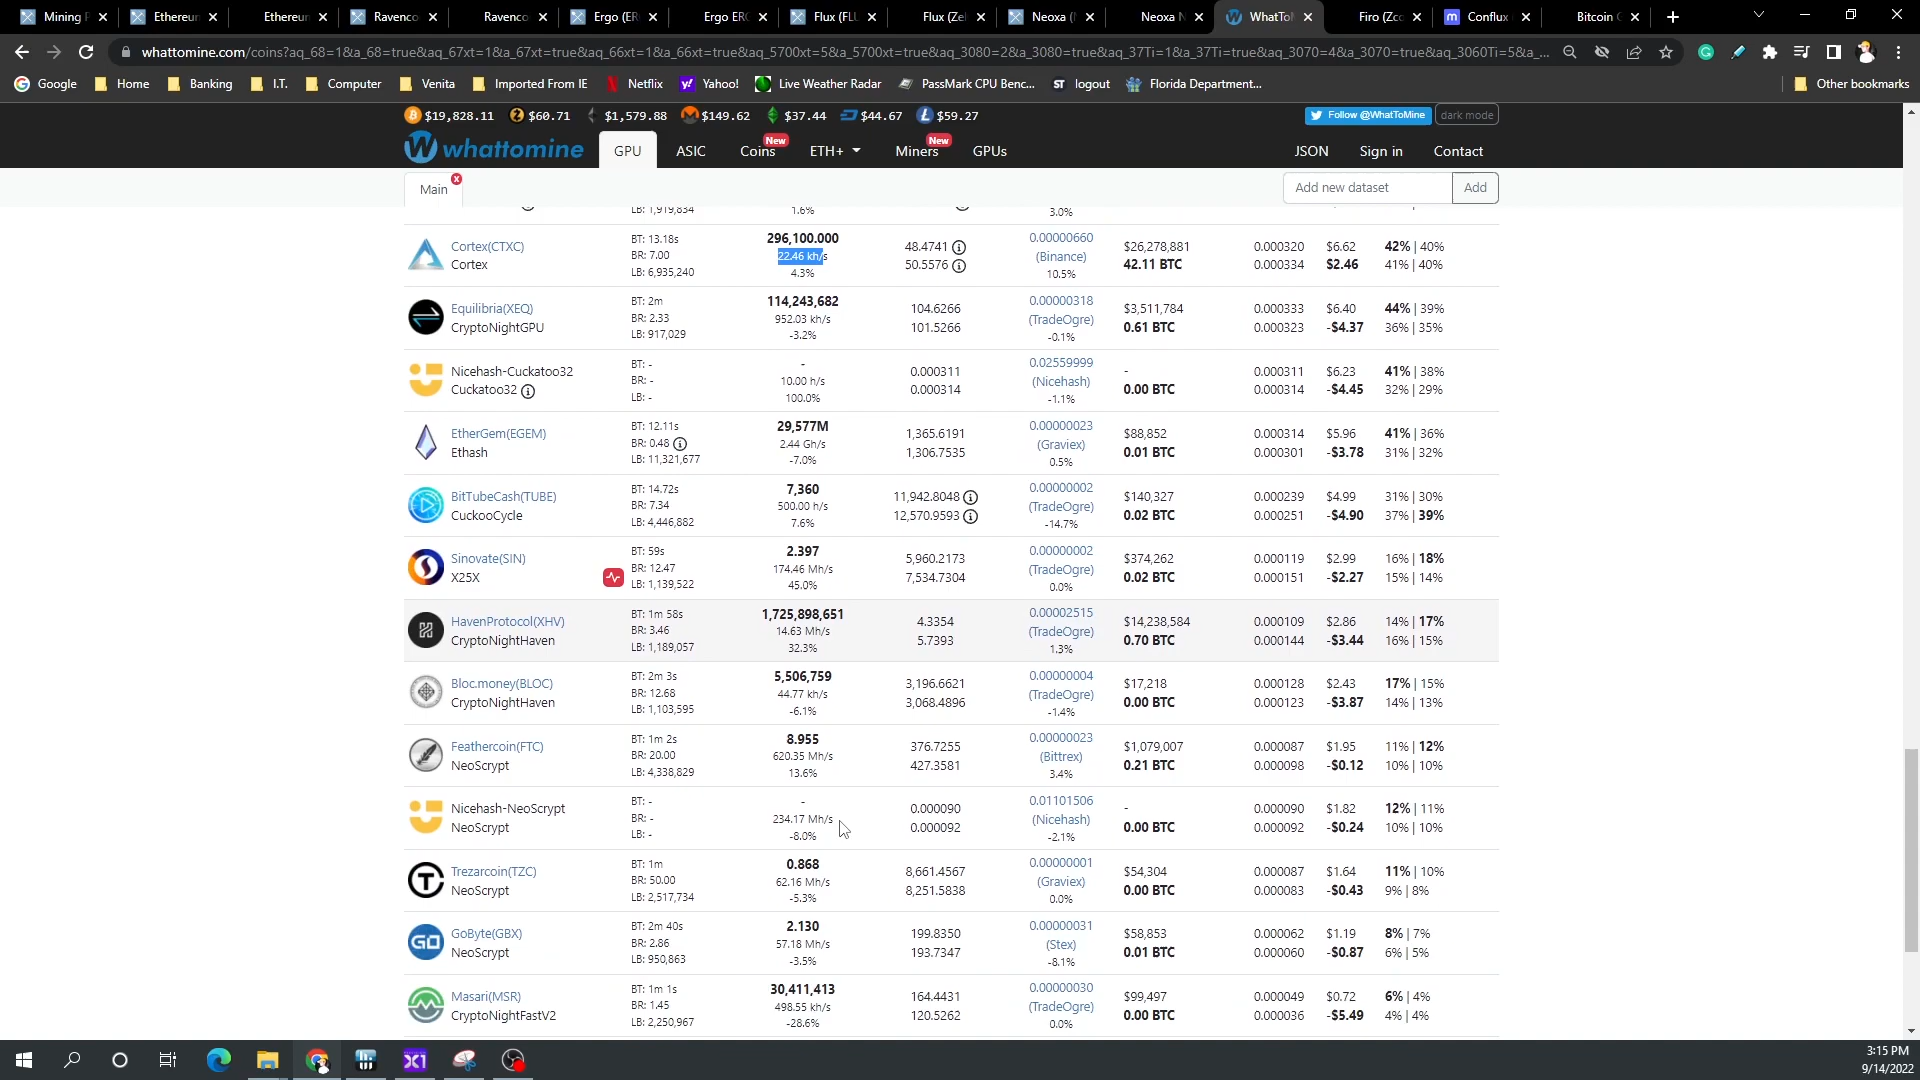 Mining P
Ethereum
Ethereum
Ravenco
Ravenco
Ergo (ER
Ergo ERG
Flux (FLU
Flux (Zel
Neoxa (
Neoxa N
WhatToM
Firo (Zco
Conflux
Bitcoin G
whattomine.com/coins?aq_68=1&a_68=true&aq_67xt=1&a_67xt=true&aq_66xt=1&a_66xt=true&aq_5700xt=5&a_5700xt=true&aq_3080=2&a_3080=true&aq_37Ti=1&a_37Ti=true&aq_3070=4&a_3070=true&aq_3060Ti=5&a_...
Google
Home
Banking
I.T.
Computer
Venita
Imported From IE
Netflix
Yahoo!
Live Weather Radar
PassMark CPU Benc...
ST logout
Florida Department...
Other bookmarks
$19,828.11 $60.71 $1,579.88 $149.62 $37.44 $44.67 $59.27
Follow @WhatToMine
dark mode
whattomine
GPU
ASIC
Coins New
ETH+
Miners New
GPUs
JSON
Sign in
Contact
Main
Add new dataset
Add
LB: 1,919,834 1.6% 3.0%
Cortex(CTXC) BT: 13.18s 296,100.000 48.4741 0.00000660 $26,278,881 0.000320 $6.62 42% | 40%
Cortex BR: 7.00 22.46 kh/s 50.5576 (Binance) 42.11 BTC 0.000334 $2.46 41% | 40%
LB: 6,935,240 4.3% 10.5%
Equilibria(XEQ) BT: 2m 114,243,682 104.6266 0.00000318 $3,511,784 0.000333 $6.40 44% | 39%
CryptoNightGPU BR: 2.33 952.03 kh/s 101.5266 (TradeOgre) 0.61 BTC 0.000323 -$4.37 36% | 35%
LB: 917,029 -3.2% -0.1%
Nicehash-Cuckatoo32 BT: - - 0.000311 0.02559999 - 0.000311 $6.23 41% | 38%
Cuckatoo32 BR: - 10.00 h/s 0.000314 (Nicehash) 0.00 BTC 0.000314 -$4.45 32% | 29%
LB: - 100.0% -1.1%
EtherGem(EGEM) BT: 12.11s 29,577M 1,365.6191 0.00000023 $88,852 0.000314 $5.96 41% | 36%
Ethash BR: 0.48 2.44 Gh/s 1,306.7535 (Graviex) 0.01 BTC 0.000301 -$3.78 31% | 32%
LB: 11,321,677 -7.0% 0.5%
BitTubeCash(TUBE) BT: 14.72s 7,360 11,942.8048 0.00000002 $140,327 0.000239 $4.99 31% | 30%
CuckooCycle BR: 7.34 500.00 h/s 12,570.9593 (TradeOgre) 0.02 BTC 0.000251 -$4.90 37% | 39%
LB: 4,446,882 7.6% -14.7%
Sinovate(SIN) BT: 59s 2.397 5,960.2173 0.00000002 $374,262 0.000119 $2.99 16% | 18%
X25X BR: 12.47 174.46 Mh/s 7,534.7304 (TradeOgre) 0.02 BTC 0.000151 -$2.27 15% | 14%
LB: 1,139,522 45.0% 0.0%
HavenProtocol(XHV) BT: 1m 58s 1,725,898,651 4.3354 0.00002515 $14,238,584 0.000109 $2.86 14% | 17%
CryptoNightHaven BR: 3.46 14.63 Mh/s 5.7393 (TradeOgre) 0.70 BTC 0.000144 -$3.44 16% | 15%
LB: 1,189,057 32.3% 1.3%
Bloc.money(BLOC) BT: 2m 3s 5,506,759 3,196.6621 0.00000004 $17,218 0.000128 $2.43 17% | 15%
CryptoNightHaven BR: 12.68 44.77 kh/s 3,068.4896 (TradeOgre) 0.00 BTC 0.000123 -$3.87 14% | 13%
LB: 1,103,595 -6.1% -1.4%
Feathercoin(FTC) BT: 1m 2s 8.955 376.7255 0.00000023 $1,079,007 0.000087 $1.95 11% | 12%
NeoScrypt BR: 20.00 620.35 Mh/s 427.3581 (Bittrex) 0.21 BTC 0.000098 -$0.12 10% | 10%
LB: 4,338,829 13.6% 3.4%
Nicehash-NeoScrypt BT: - - 0.000090 0.01101506 - 0.000090 $1.82 12% | 11%
NeoScrypt BR: - 234.17 Mh/s 0.000092 (Nicehash) 0.00 BTC 0.000092 -$0.24 10% | 10%
LB: - -8.0% -2.1%
Trezarcoin(TZC) BT: 1m 0.868 8,661.4567 0.00000001 $54,304 0.000087 $1.64 11% | 10%
NeoScrypt BR: 50.00 62.16 Mh/s 8,251.5838 (Graviex) 0.00 BTC 0.000083 -$0.43 9% | 8%
LB: 2,517,734 -5.3% 0.0%
GoByte(GBX) BT: 2m 40s 2.130 199.8350 0.00000031 $58,853 0.000062 $1.19 8% | 7%
NeoScrypt BR: 2.86 57.18 Mh/s 193.7347 (Stex) 0.01 BTC 0.000060 -$0.87 6% | 5%
LB: 950,863 -3.5% -8.1%
Masari(MSR) BT: 1m 1s 30,411,413 164.4431 0.00000030 $99,497 0.000049 $0.72 6% | 4%
CryptoNightFastV2 BR: 1.45 498.55 kh/s 120.5262 (TradeOgre) 0.00 BTC 0.000036 -$5.49 4% | 4%
LB: 2,250,967 -28.6% 0.0%
X1
3:15 PM
9/14/2022